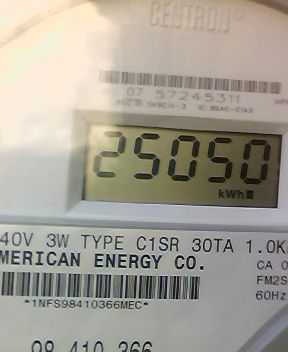 CENTRON®
07 57245311
25050
kWh
40V 3W TYPE C1SR 30TA 1.0K
MERICAN ENERGY CO.
CA 0
FM2S
60Hz
*1NFS98410366MEC*
98 410 366